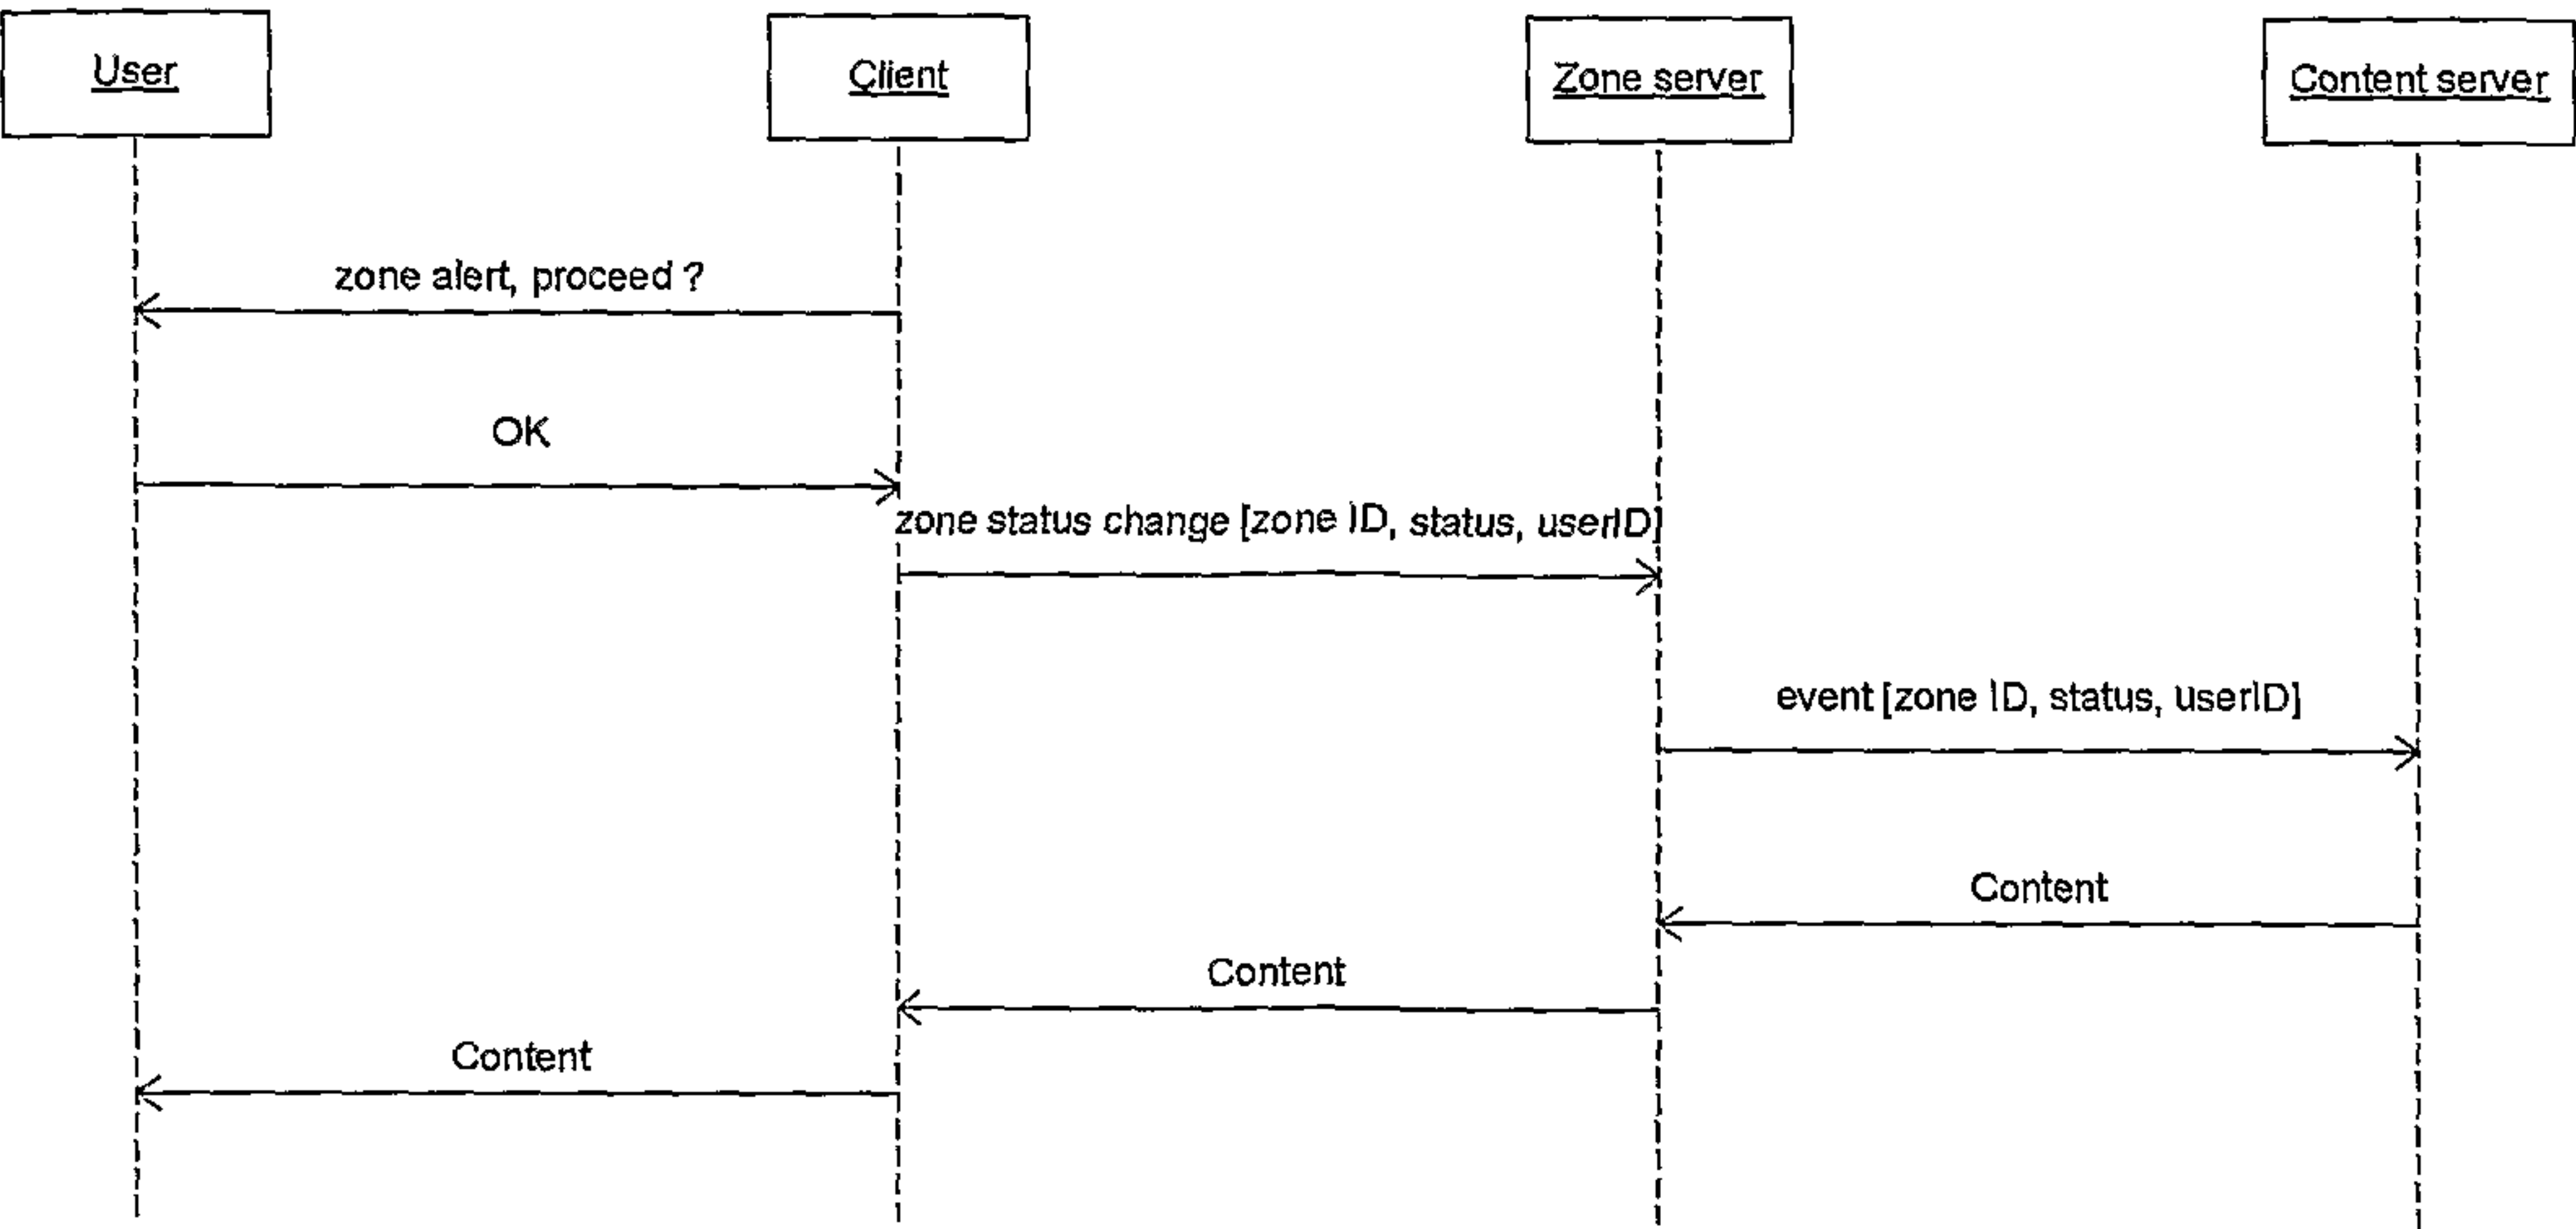 User
Client
Zone server
Content server
zone alert, proceed ?
OK
zone status change [zone ID, status, userID]
event [zone ID, status, userID]
Content
Content
Content